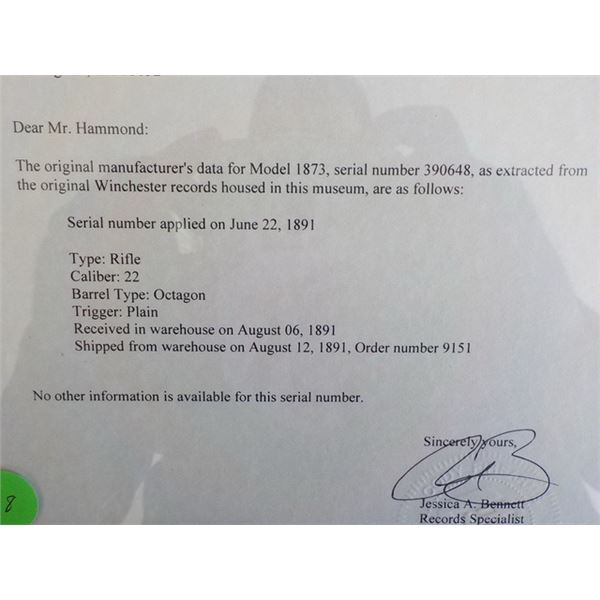 Dear Mr. Hammond:
The original manufacturer's data for Model 1873, serial number 390648, as extracted from
the original Winchester records housed in this museum, are as follows:
Serial number applied on June 22, 1891
Type: Rifle
Caliber: 22
Barrel Type: Octagon
Trigger: Plain
Received in warehouse on August 06, 1891
Shipped from warehouse on August 12, 1891, Order number 9151
No other information is available for this serial number.
Sincerely yours,
Jessica A. Bennett
Records Specialist
8